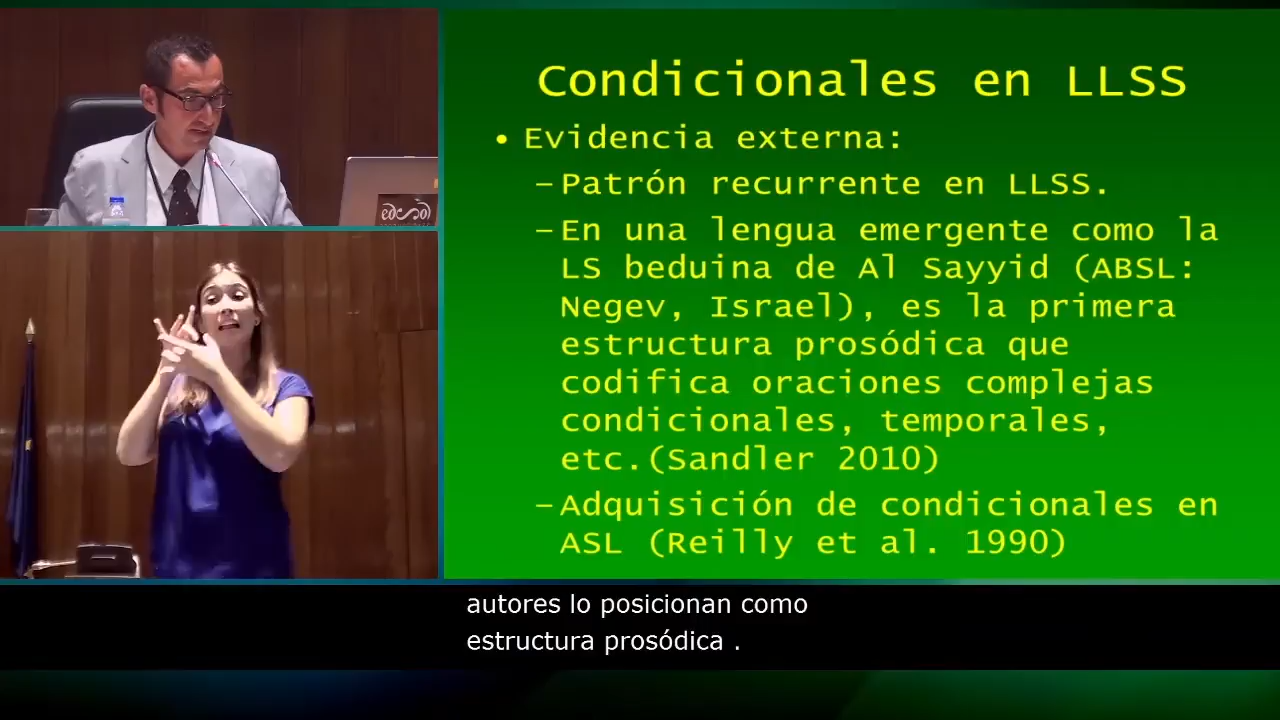 Condicionales en LLSS
• Evidencia externa:
–Patrón recurrente en LLSS.
–En una lengua emergente como la
LS beduina de Al Sayyid (ABSL:
Negev, Israel), es la primera
estructura prosódica que
codifica oraciones complejas
condicionales, temporales,
etc.(Sandler 2010)
–Adquisición de condicionales en
ASL (Reilly et al. 1990)
autores lo posicionan como
estructura prosódica .